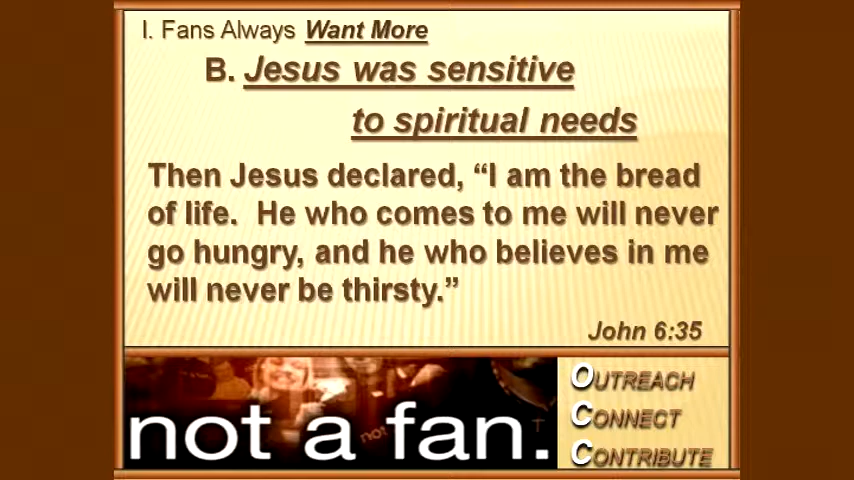 I. Fans Always Want More
B. Jesus was sensitive
to spiritual needs
Then Jesus declared, “I am the bread
of life.  He who comes to me will never
go hungry, and he who believes in me
will never be thirsty.”
John 6:35
not a fan.
not
OUTREACH
CONNECT
CONTRIBUTE